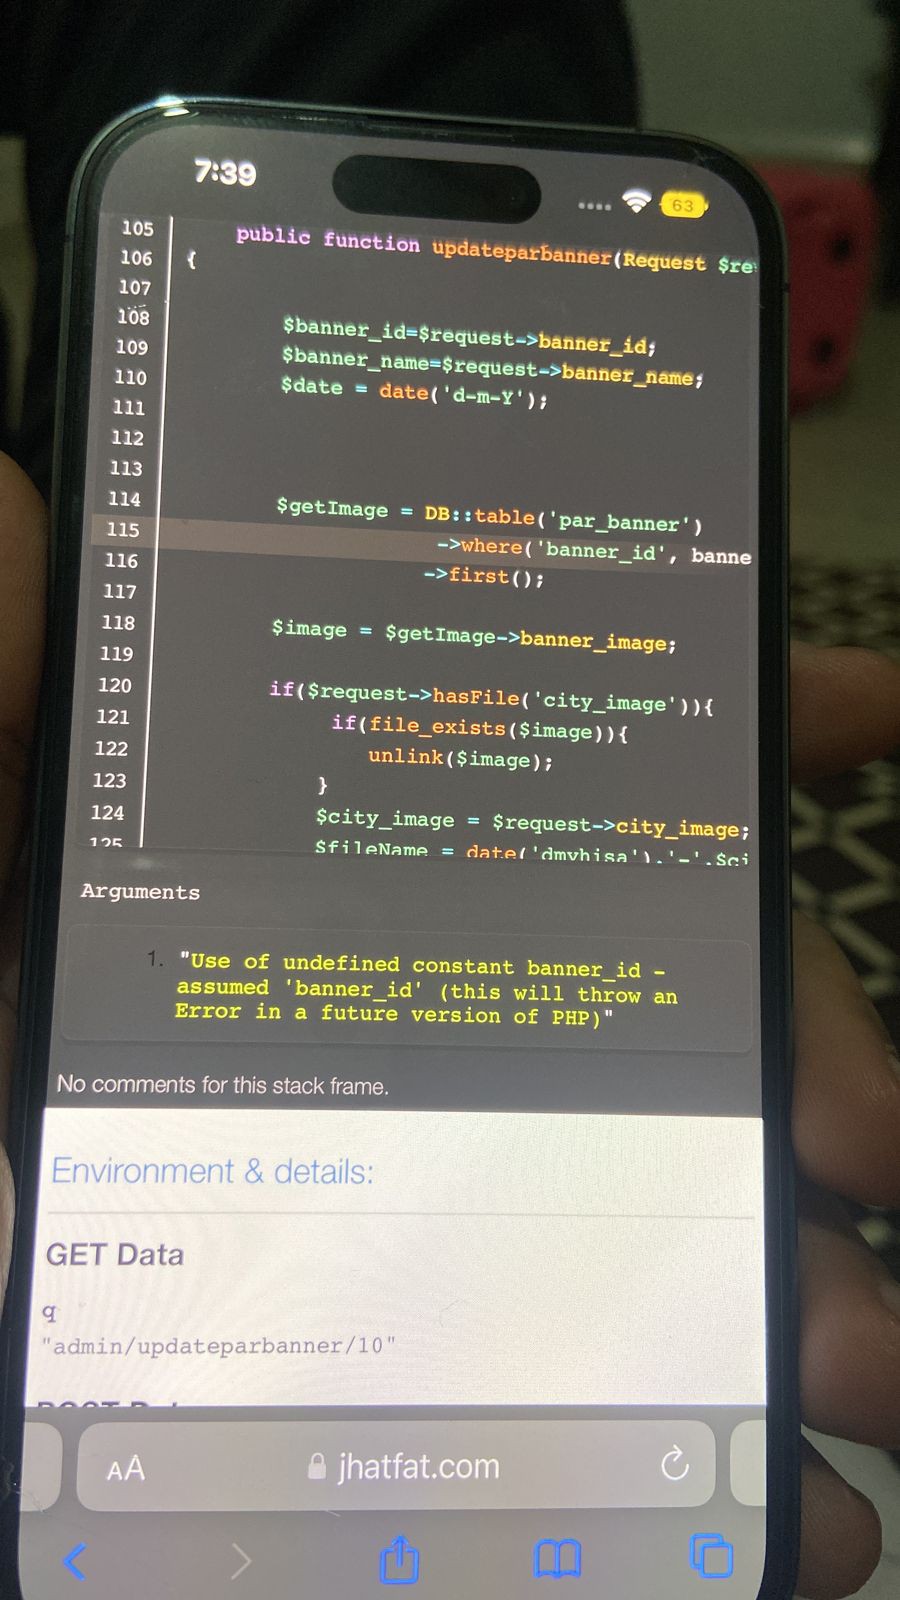 7:39
63
105 public function updateparbanner(Request $re
106 {
107
108 $banner_id=$request->banner_id;
109 $banner_name=$request->banner_name;
110 $date = date('d-m-Y');
111
112
113
114 $getImage = DB::table('par_banner')
115 ->where('banner_id', banne
116 ->first();
117
118 $image = $getImage->banner_image;
119
120 if($request->hasFile('city_image')){
121 if(file_exists($image)){
122 unlink($image);
123 }
124 $city_image = $request->city_image;
125 $fileName = date('dmyhisa').'-'.$ci
Arguments
1. "Use of undefined constant banner_id -
assumed 'banner_id' (this will throw an
Error in a future version of PHP)"
No comments for this stack frame.
Environment & details:
GET Data
q
"admin/updateparbanner/10"
AA jhatfat.com